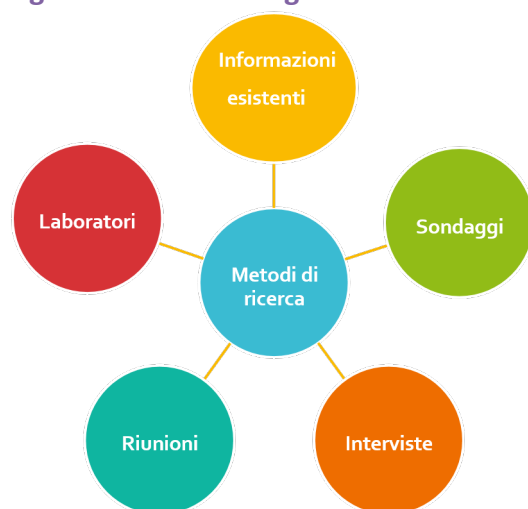 Informazioni
esistenti
Laboratori
Sondaggi
Metodi di
ricerca
Riunioni
Interviste